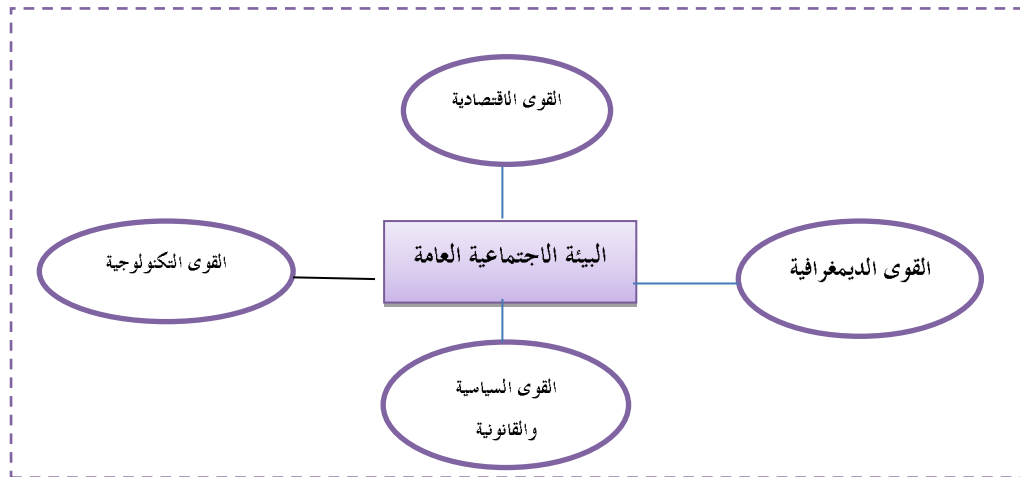 القوى الاقتصادية
البيئة الاجتماعية العامة
القوى الديمغرافية
القوى التكنولوجية
القوى السياسية
والقانونية